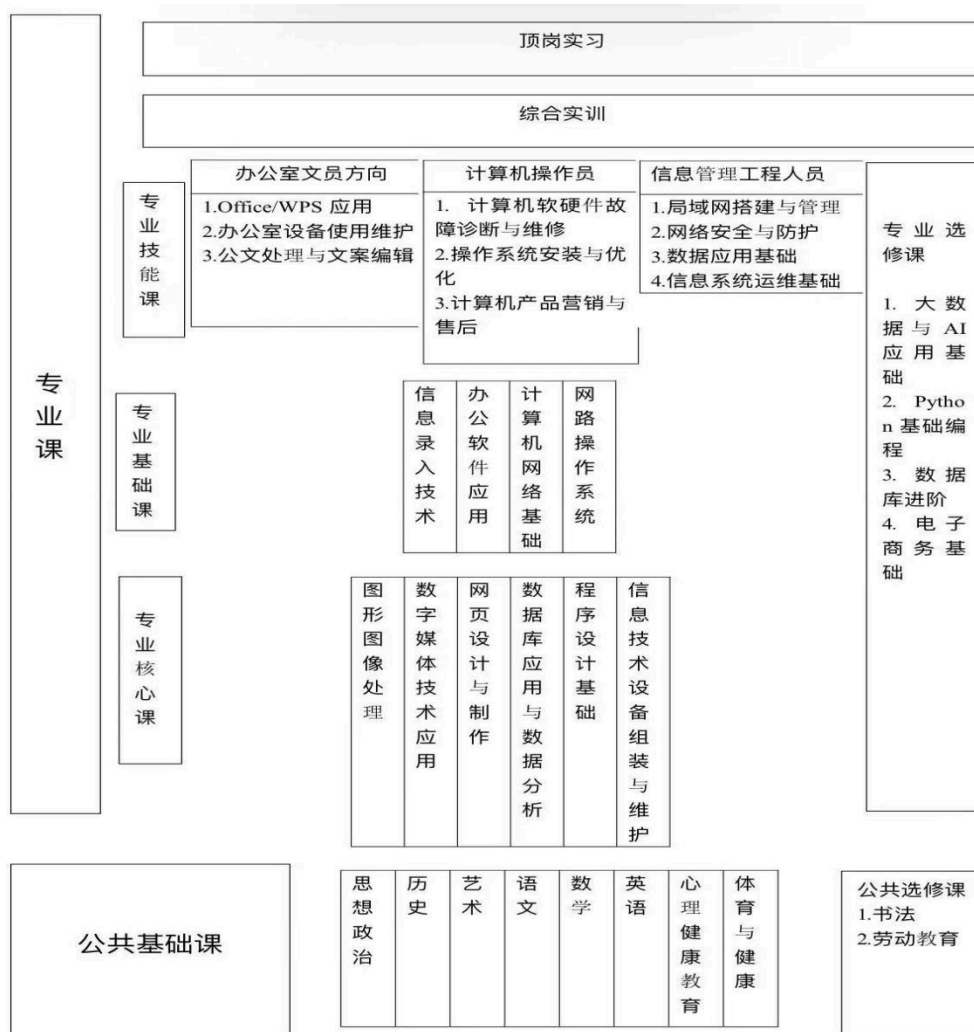 顶岗实习
综合实训
专业课
专业技能课
办公室文员方向
1.Office/WPS 应用
2.办公室设备使用维护
3.公文处理与文案编辑
计算机操作员
1. 计算机软硬件故
障诊断与维修
2.操作系统安装与优
化
3.计算机产品营销与
售后
信息管理工程人员
1.局域网搭建与管理
2.网络安全与防护
3.数据应用基础
4.信息系统运维基础
专业选
修课
1. 大数
据与 AI
应用基
础
2. Pytho
n 基础编
程
3. 数据
库进阶
4. 电子
商务基
础
专业基础课
信息录入技术
办公软件应用
计算机网络基础
网路操作系统
专业核心课
图形图像处理
数字媒体技术应用
网页设计与制作
数据库应用与数据分析
程序设计基础
信息技术设备组装与维护
公共基础课
思想政治
历史
艺术
语文
数学
英语
心理健康教育
体育与健康
公共选修课
1.书法
2.劳动教育